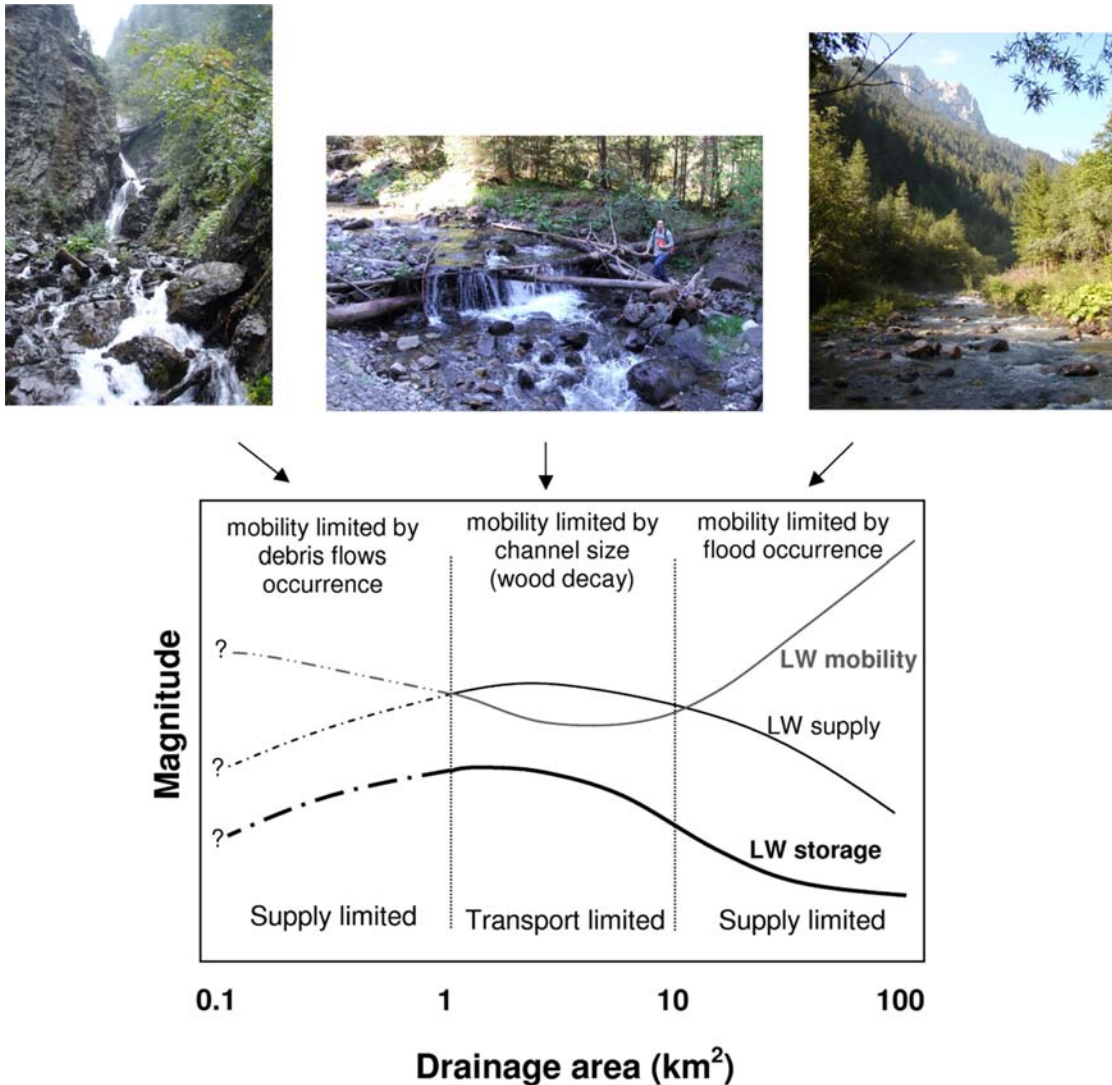 mobility limited by
debris flows
occurrence
mobility limited by
channel size
(wood decay)
mobility limited by
flood occurrence
Magnitude
?
?
?
LW mobility
LW supply
LW storage
Supply limited
Transport limited
Supply limited
0.1
1
10
100
Drainage area (km²)